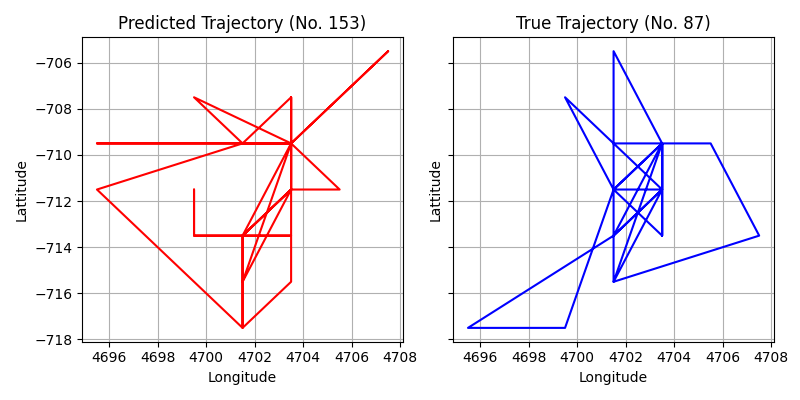 Predicted Trajectory (No. 153)
True Trajectory (No. 87)
Lattitude
−706
−708
−710
−712
−714
−716
−718
4696 4698 4700 4702 4704 4706 4708
Longitude
Lattitude
4696 4698 4700 4702 4704 4706 4708
Longitude